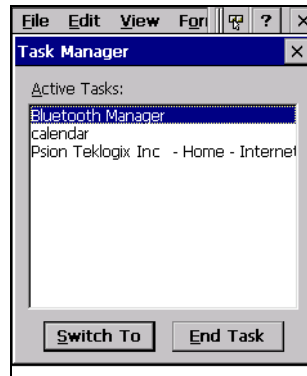 File Edit View For ? ×
Task Manager ×
Active Tasks:
Bluetooth Manager
calendar
Psion Teklogix Inc - Home - Internet
Switch To End Task